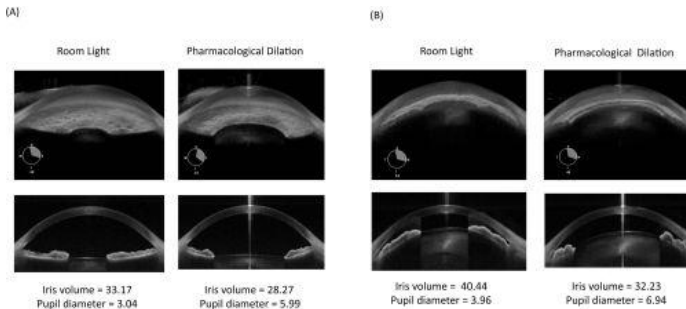 (A)
Room Light
Pharmacological Dilation
Iris volume = 33.17
Pupil diameter = 3.04
Iris volume = 28.27
Pupil diameter = 5.99
(B)
Room Light
Pharmacological Dilation
Iris volume = 40.44
Pupil diameter = 3.96
Iris volume = 32.23
Pupil diameter = 6.94